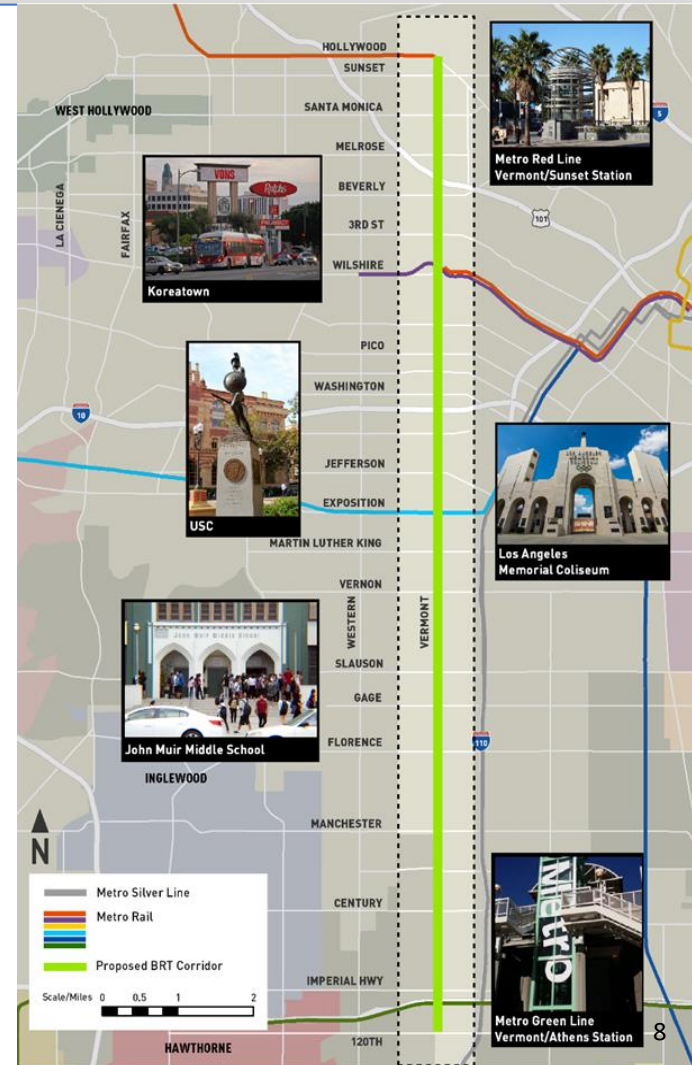 HOLLYWOOD
SUNSET
WEST HOLLYWOOD
SANTA MONICA
MELROSE
BEVERLY
3RD ST
WILSHIRE
LA CIENEGA
FAIRFAX
VONS
Ralphs
Koreatown
Metro Red Line
Vermont/Sunset Station
5
101
PICO
WASHINGTON
10
JEFFERSON
EXPOSITION
USC
MARTIN LUTHER KING
VERNON
Los Angeles
Memorial Coliseum
WESTERN
VERMONT
John Muir Middle School
John Muir Middle School
SLAUSON
GAGE
FLORENCE
110
INGLEWOOD
MANCHESTER
N
CENTURY
Metro Silver Line
Metro Rail
Proposed BRT Corridor
Scale/Miles 0 0.5 1 2
IMPERIAL HWY
120TH
HAWTHORNE
Metro
Metro Green Line
Vermont/Athens Station
8